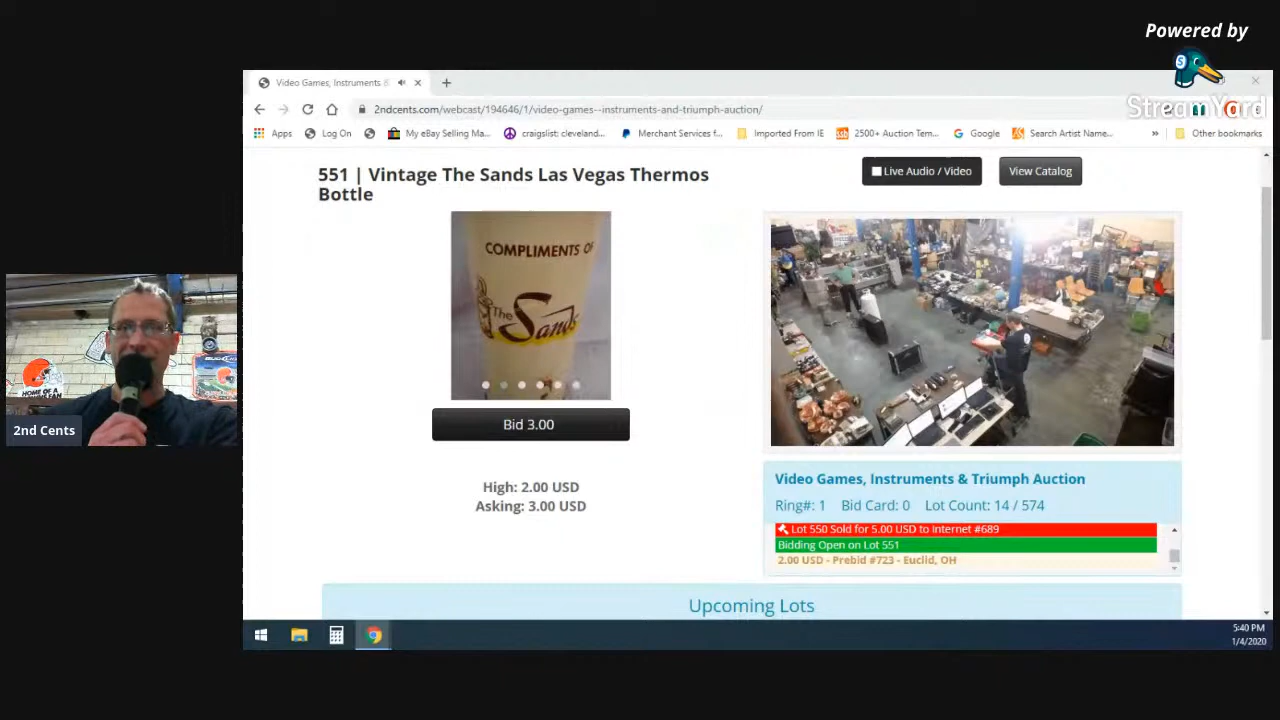 Powered by
StreamYard
Video Games, Instruments &
2ndcents.com/webcast/194646/1/video-games--instruments-and-triumph-auction/
Apps Log On My eBay Selling Ma... craigslist: cleveland... Merchant Services f... Imported From IE 2500+ Auction Tem... Google Search Artist Name... » Other bookmarks
551 | Vintage The Sands Las Vegas Thermos
Bottle
Live Audio / Video
View Catalog
COMPLIMENTS OF
The Sands
Bid 3.00
High: 2.00 USD
Asking: 3.00 USD
Video Games, Instruments & Triumph Auction
Ring#: 1 Bid Card: 0 Lot Count: 14 / 574
Lot 550 Sold for 5.00 USD to Internet #689
Bidding Open on Lot 551
2.00 USD - Prebid #723 - Euclid, OH
Upcoming Lots
HOME OF A
BUD LIGHT
2nd Cents
5:40 PM
1/4/2020